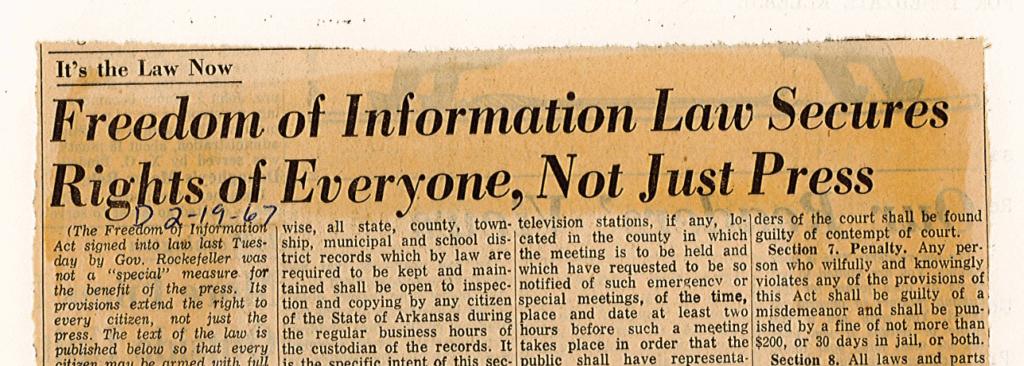 It's the Law Now
Freedom of Information Law Secures
Rights of Everyone, Not Just Press
D 2-19-67
(The Freedom of Information
Act signed into law last Tues-
day by Gov. Rockefeller was
not a "special" measure for
the benefit of the press. Its
provisions extend the right to
every citizen, not just the
press. The text of the law is
published below so that every
citizen may be armed with full
wise, all state, county, town-
ship, municipal and school dis-
trict records which by law are
required to be kept and main-
tained shall be open to inspec-
tion and copying by any citizen
of the State of Arkansas during
the regular business hours of
the custodian of the records. It
is the specific intent of this sec-
television stations, if any, lo-
cated in the county in which
the meeting is to be held and
which have requested to be so
notified of such emergency or
special meetings, of the time,
place and date at least two
hours before such a meeting
takes place in order that the
public shall have representa-
ders of the court shall be found
guilty of contempt of court.
Section 7. Penalty. Any per-
son who wilfully and knowingly
violates any of the provisions of
this Act shall be guilty of a
misdemeanor and shall be pun-
ished by a fine of not more than
$200, or 30 days in jail, or both.
Section 8. All laws and parts